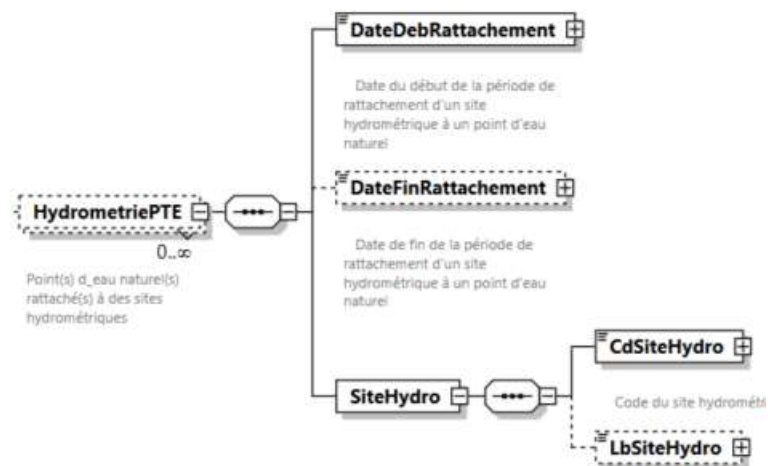 DateDebRattachement
Date du début de la période de
rattachement d'un site
hydrométrique à un point d'eau
naturel
DateFinRattachement
HydrometriePTE
0..∞
Point(s) d_eau naturel(s)
rattaché(s) à des sites
hydrométriques
Date de fin de la période de
rattachement d'un site
hydrométrique à un point d'eau
naturel
CdSiteHydro
SiteHydro
Code du site hydrométri
LbSiteHydro